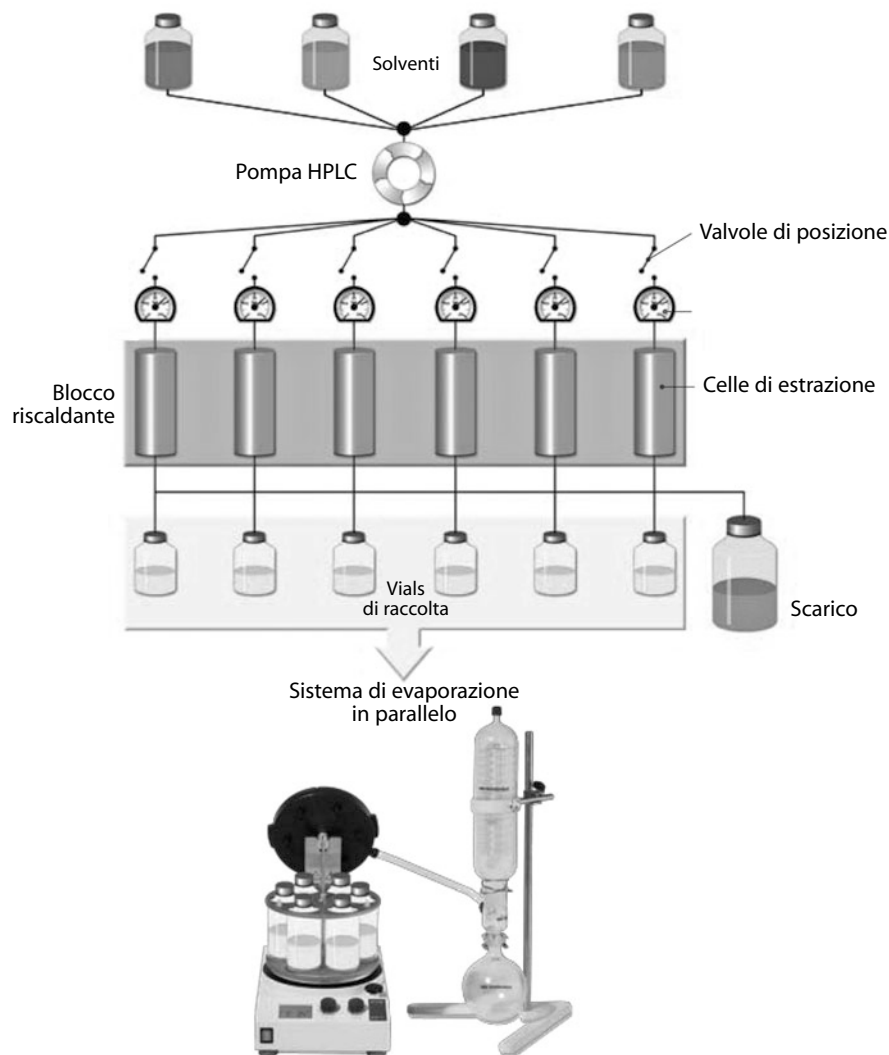 Solventi
Pompa HPLC
Valvole di posizione
Blocco
riscaldante
Celle di estrazione
Vials
di raccolta
Scarico
Sistema di evaporazione
in parallelo